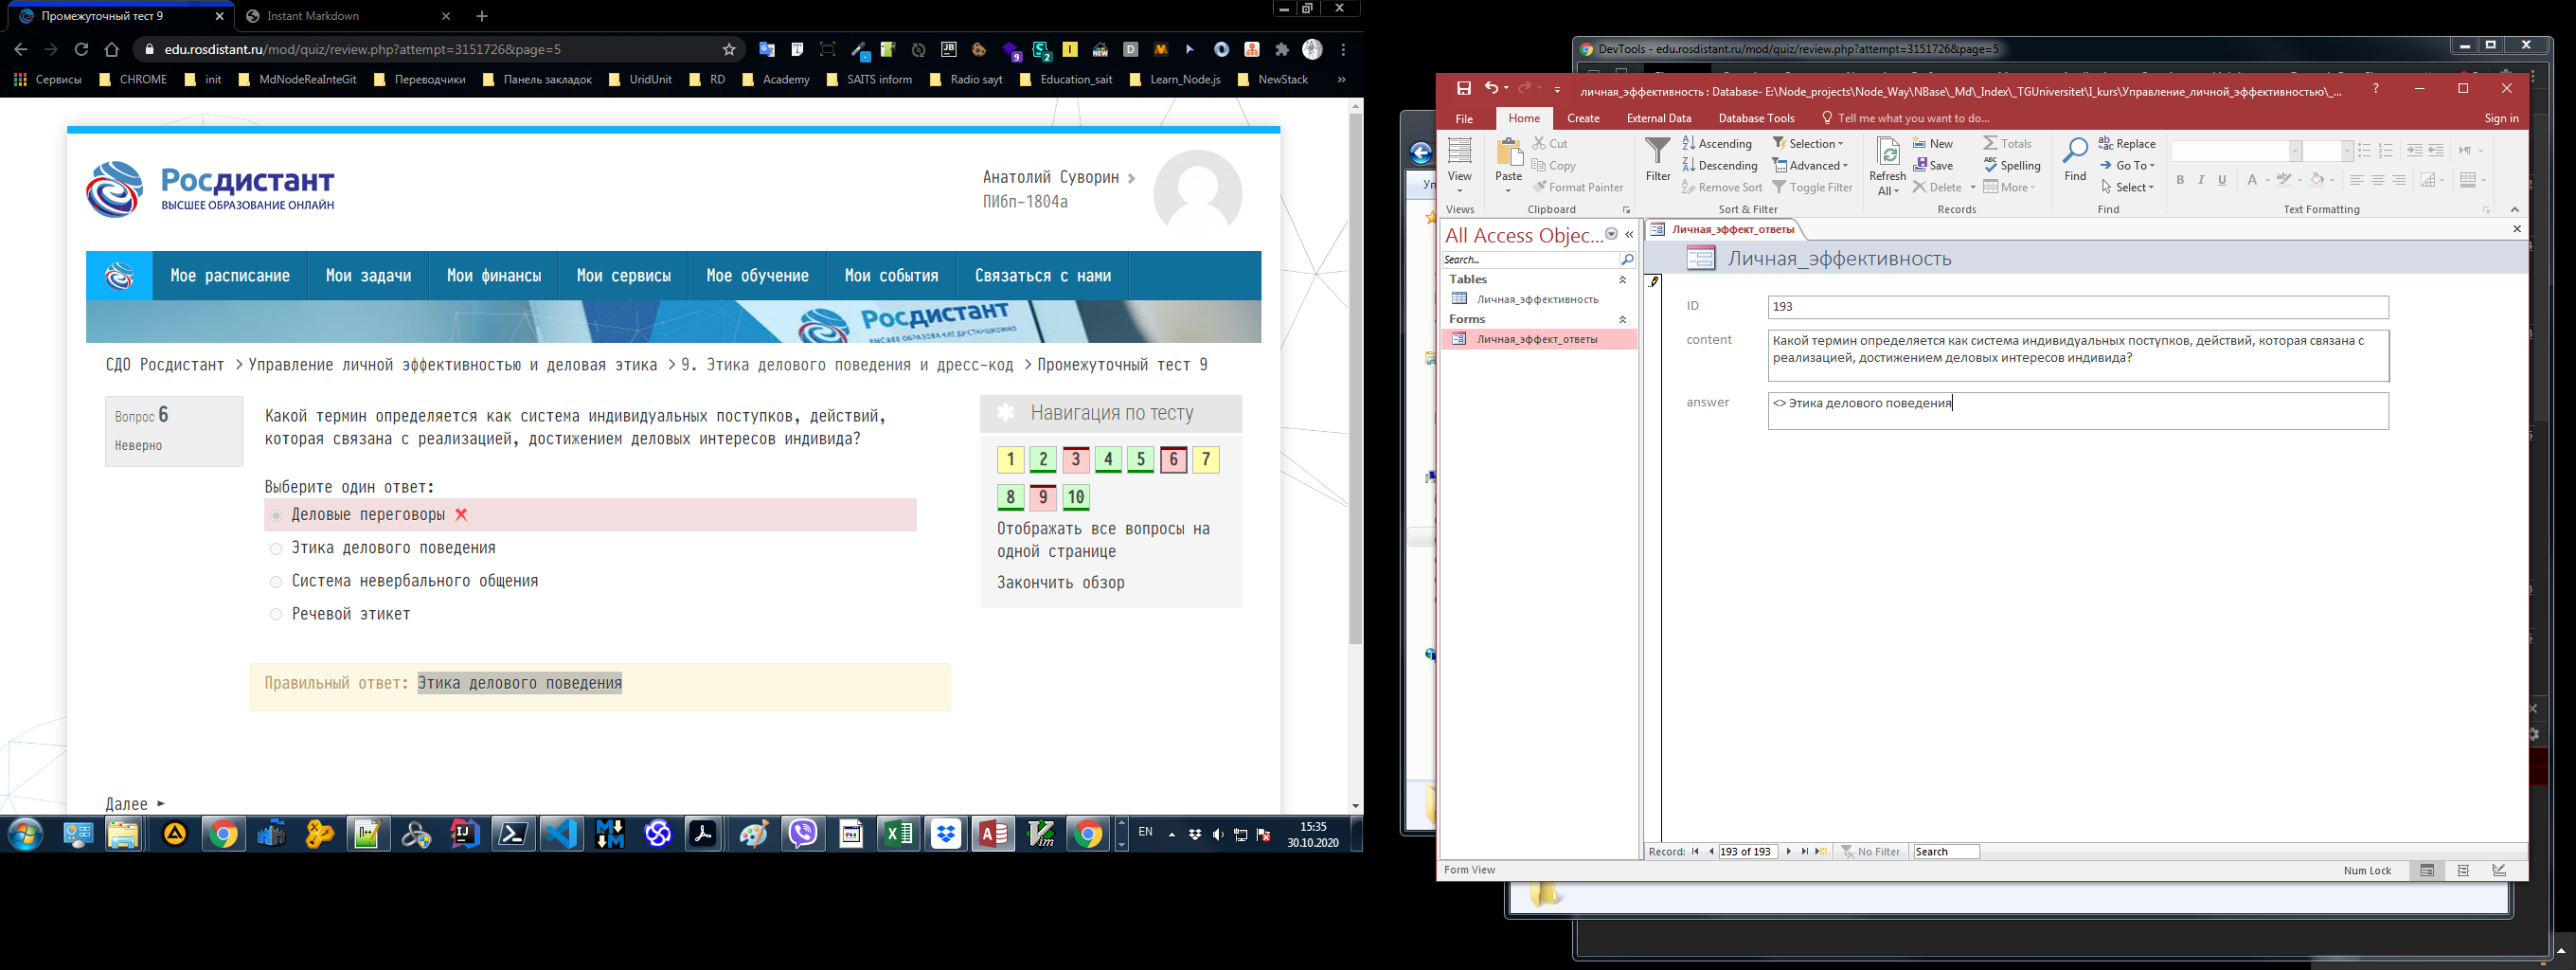 Промежуточный тест 9
Instant Markdown
edu.rosdistant.ru/mod/quiz/review.php?attempt=3151726&page=5
Сервисы
CHROME
init
MdNodeReaInteGit
Переводчики
Панель закладок
UridUnit
RD
Academy
SAITS inform
Radio sayt
Education_sait
Learn_Node.js
NewStack
»
Росдистант
ВЫСШЕЕ ОБРАЗОВАНИЕ ОНЛАЙН
Анатолий Суворин
ПИбп-1804а
Мое расписание
Мои задачи
Мои финансы
Мои сервисы
Мое обучение
Мои события
Связаться с нами
Росдистант
СДО Росдистант > Управление личной эффективностью и деловая этика > 9. Этика делового поведения и дресс-код > Промежуточный тест 9
Вопрос 6
Неверно
Какой термин определяется как система индивидуальных поступков, действий,
которая связана с реализацией, достижением деловых интересов индивида?
Выберите один ответ:
Деловые переговоры
Этика делового поведения
Система невербального общения
Речевой этикет
Правильный ответ: Этика делового поведения
Навигация по тесту
1 2 3 4 5 6 7
8 9 10
Отображать все вопросы на
одной странице
Закончить обзор
Далее ►
EN
15:35
30.10.2020
DevTools - edu.rosdistant.ru/mod/quiz/review.php?attempt=3151726&page=5
личная_эффективность : Database- E:\Node_projects\Node_Way\NBase\_Md\_Index\_TGUniversitet\I_kurs\Управление_личной_эффективностью\_...
File
Home
Create
External Data
Database Tools
Tell me what you want to do...
Sign in
View
Views
Paste
Cut
Copy
Format Painter
Clipboard
Filter
Ascending
Descending
Remove Sort
Selection
Advanced
Toggle Filter
Sort & Filter
Refresh
All
New
Save
Delete
Totals
Spelling
More
Records
Find
Replace
Go To
Select
Find
B I U A
Text Formatting
All Access Objec...
Search...
Tables
Личная_эффективность
Forms
Личная_эффект_ответы
Личная_эффект_ответы
Личная_эффективность
ID
193
content
Какой термин определяется как система индивидуальных поступков, действий, которая связана с
реализацией, достижением деловых интересов индивида?
answer
<> Этика делового поведения
Record:
193 of 193
No Filter
Search
Form View
Num Lock